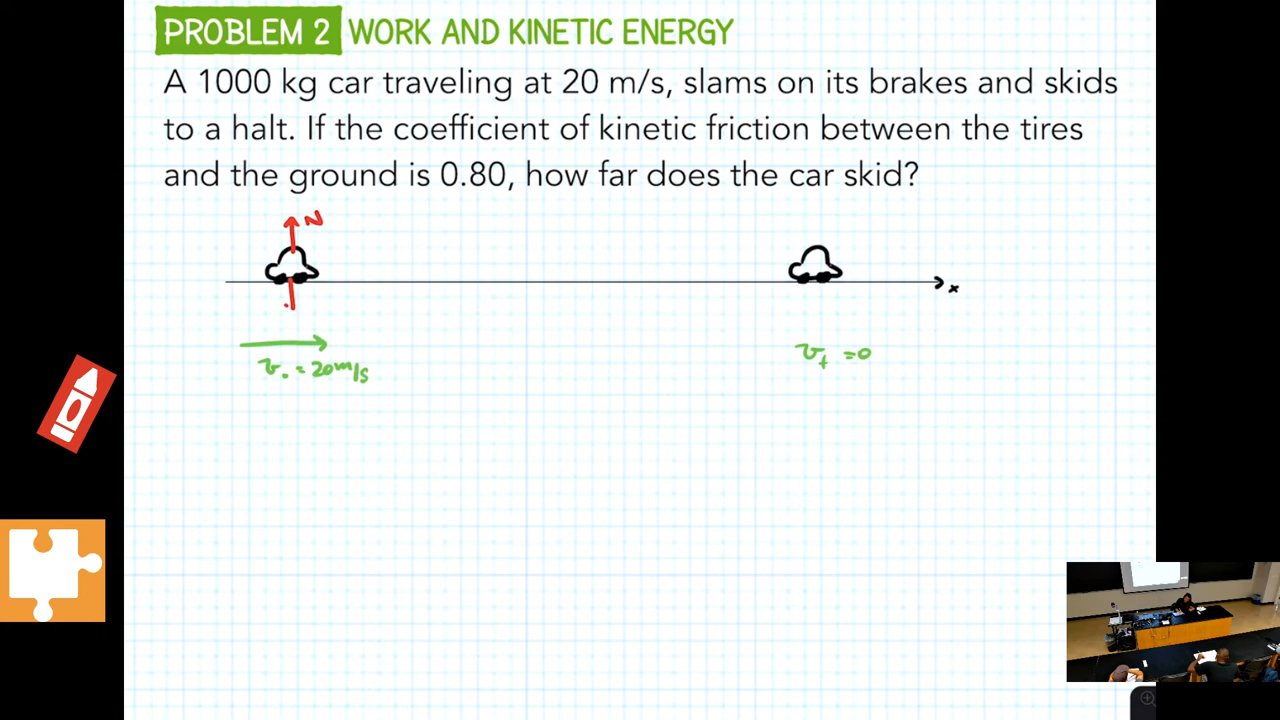 PROBLEM 2 WORK AND KINETIC ENERGY
A 1000 kg car traveling at 20 m/s, slams on its brakes and skids
to a halt. If the coefficient of kinetic friction between the tires
and the ground is 0.80, how far does the car skid?
N
x
v₀ = 20 m/s
v_f = 0